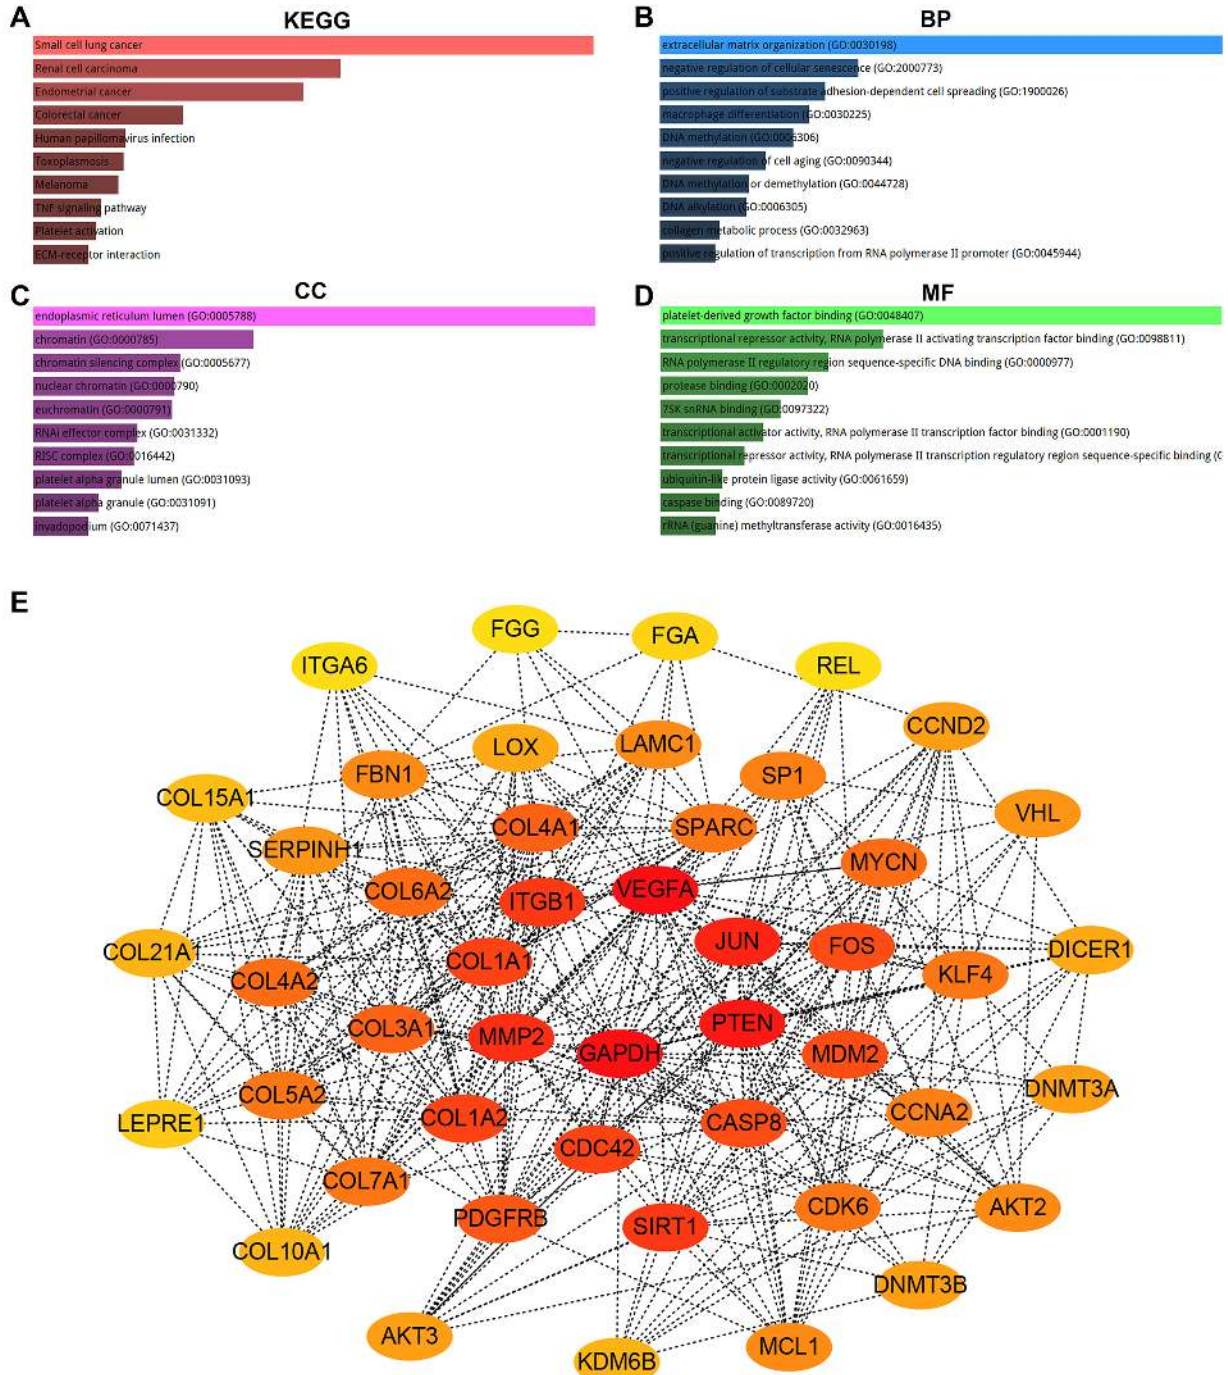 A
KEGG
Small cell lung cancer
Renal cell carcinoma
Endometrial cancer
Colorectal cancer
Human papillomavirus infection
Toxoplasmosis
Melanoma
TNF signaling pathway
Platelet activation
ECM-receptor interaction
B
BP
extracellular matrix organization (GO:0030198)
negative regulation of cellular senescence (GO:2000773)
positive regulation of substrate adhesion-dependent cell spreading (GO:1900026)
macrophage differentiation (GO:0030225)
DNA methylation (GO:0006306)
negative regulation of cell aging (GO:0090344)
DNA methylation or demethylation (GO:0044728)
DNA alkylation (GO:0006305)
collagen metabolic process (GO:0032963)
positive regulation of transcription from RNA polymerase II promoter (GO:0045944)
C
CC
endoplasmic reticulum lumen (GO:0005788)
chromatin (GO:0000785)
chromatin silencing complex (GO:0005677)
nuclear chromatin (GO:0000790)
euchromatin (GO:0000791)
RNAi effector complex (GO:0031332)
RISC complex (GO:0016442)
platelet alpha granule lumen (GO:0031093)
platelet alpha granule (GO:0031091)
invadopodium (GO:0071437)
D
MF
platelet-derived growth factor binding (GO:0048407)
transcriptional repressor activity, RNA polymerase II activating transcription factor binding (GO:0098811)
RNA polymerase II regulatory region sequence-specific DNA binding (GO:0000977)
protease binding (GO:0002020)
7SK snRNA binding (GO:0097322)
transcriptional activator activity, RNA polymerase II transcription factor binding (GO:0001190)
transcriptional repressor activity, RNA polymerase II transcription regulatory region sequence-specific binding (G
ubiquitin-like protein ligase activity (GO:0061659)
caspase binding (GO:0089720)
rRNA (guanine) methyltransferase activity (GO:0016435)
E
FGG
FGA
ITGA6
REL
CCND2
LOX
LAMC1
FBN1
SP1
COL15A1
VHL
COL4A1
SPARC
SERPINH1
MYCN
COL6A2
ITGB1
VEGFA
JUN
FOS
COL21A1
DICER1
COL1A1
COL4A2
KLF4
COL3A1
MMP2
PTEN
GAPDH
MDM2
COL5A2
DNMT3A
LEPRE1
COL1A2
CASP8
CCNA2
CDC42
COL7A1
PDGFRB
SIRT1
CDK6
AKT2
COL10A1
DNMT3B
AKT3
KDM6B
MCL1